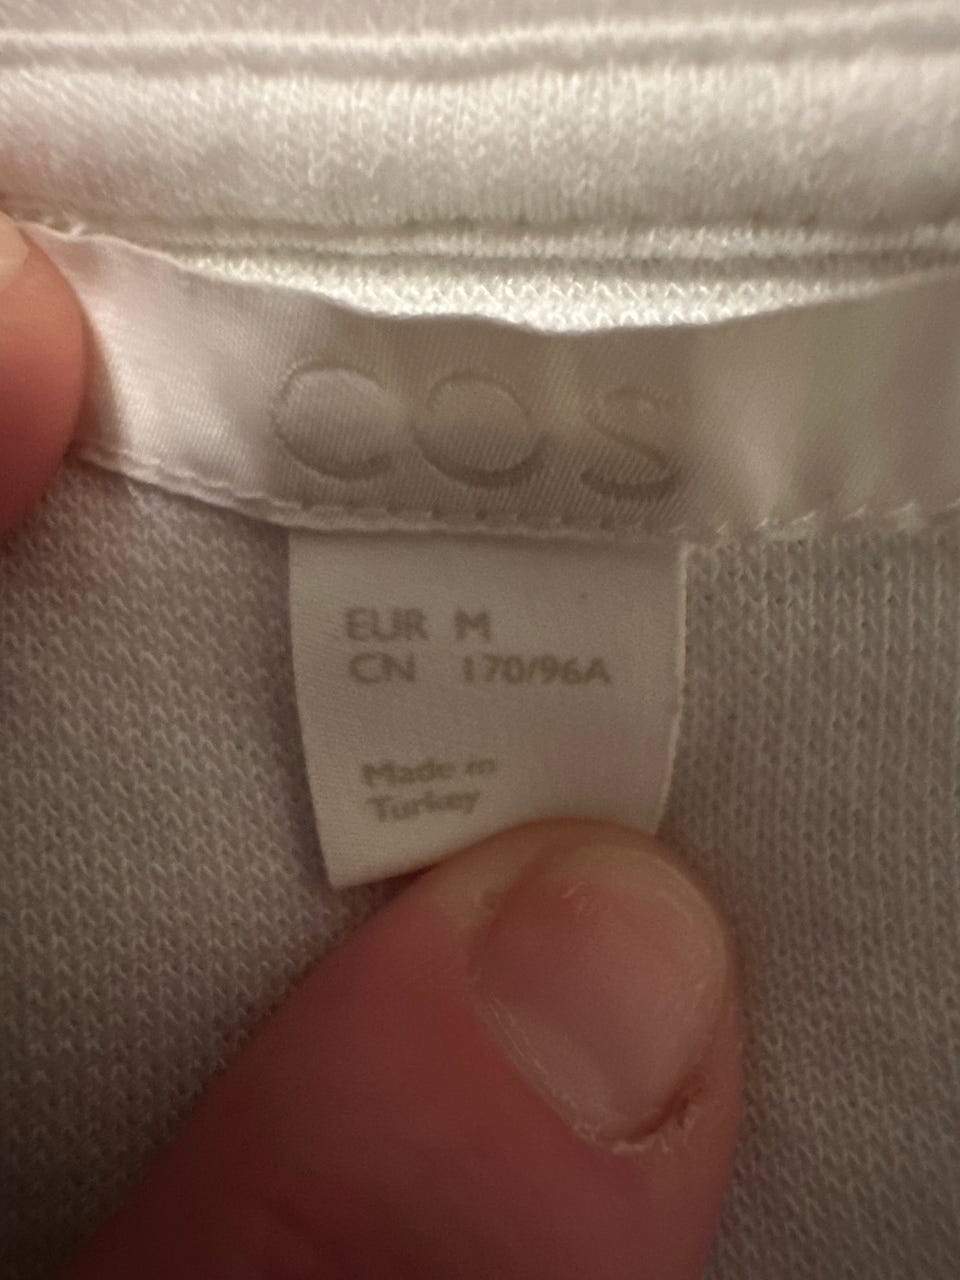 COS
EUR M
CN 170/96A
Made in
Turkey